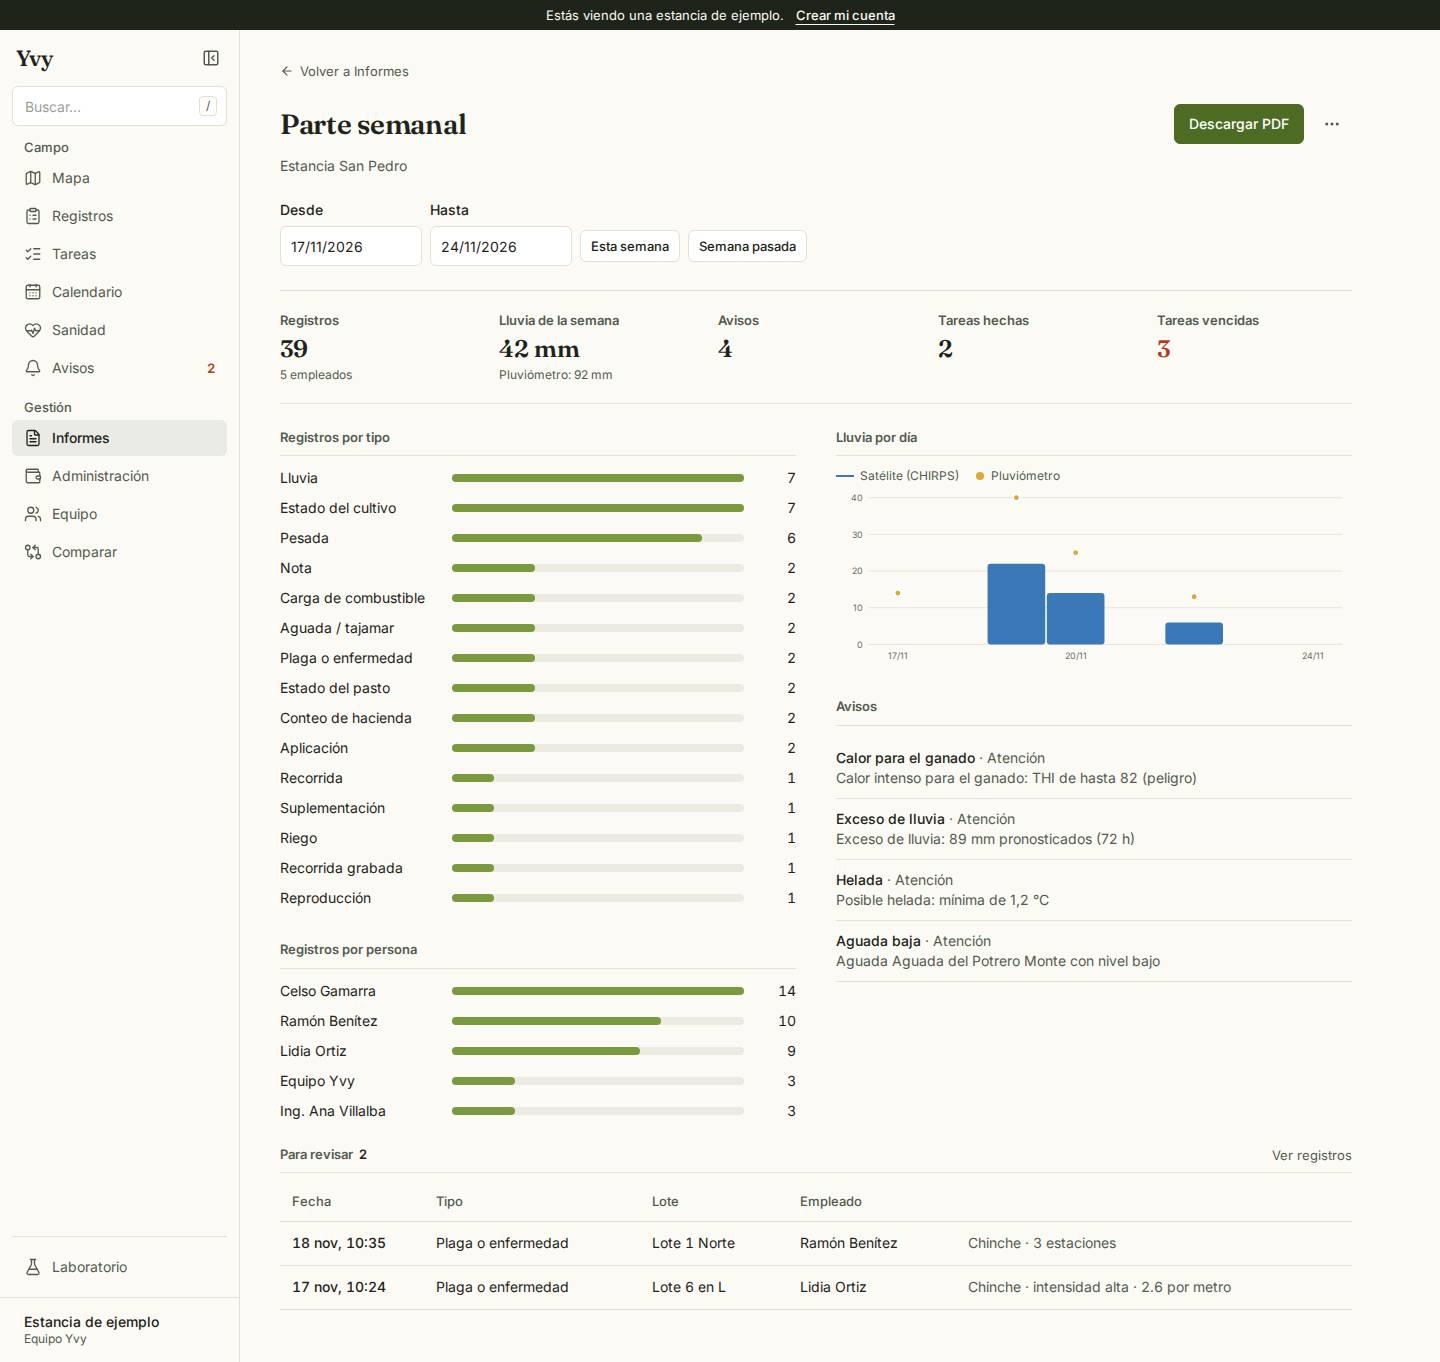 Estás viendo una estancia de ejemplo. Crear mi cuenta
Yvy
Buscar... /
Campo
Mapa
Registros
Tareas
Calendario
Sanidad
Avisos 2
Gestión
Informes
Administración
Equipo
Comparar
Laboratorio
Estancia de ejemplo
Equipo Yvy
Volver a Informes
Parte semanal
Descargar PDF ...
Estancia San Pedro
Desde Hasta
17/11/2026 24/11/2026 Esta semana Semana pasada
Registros
39
5 empleados
Lluvia de la semana
42 mm
Pluviómetro: 92 mm
Avisos
4
Tareas hechas
2
Tareas vencidas
3
Registros por tipo
Lluvia 7
Estado del cultivo 7
Pesada 6
Nota 2
Carga de combustible 2
Aguada / tajamar 2
Plaga o enfermedad 2
Estado del pasto 2
Conteo de hacienda 2
Aplicación 2
Recorrida 1
Suplementación 1
Riego 1
Recorrida grabada 1
Reproducción 1
Registros por persona
Celso Gamarra 14
Ramón Benítez 10
Lidia Ortiz 9
Equipo Yvy 3
Ing. Ana Villalba 3
Lluvia por día
Satélite (CHIRPS) Pluviómetro
40
30
20
10
0
17/11 20/11 24/11
Avisos
Calor para el ganado · Atención
Calor intenso para el ganado: THI de hasta 82 (peligro)
Exceso de lluvia · Atención
Exceso de lluvia: 89 mm pronosticados (72 h)
Helada · Atención
Posible helada: mínima de 1,2 °C
Aguada baja · Atención
Aguada Aguada del Potrero Monte con nivel bajo
Para revisar 2 Ver registros
Fecha Tipo Lote Empleado
18 nov, 10:35 Plaga o enfermedad Lote 1 Norte Ramón Benítez Chinche · 3 estaciones
17 nov, 10:24 Plaga o enfermedad Lote 6 en L Lidia Ortiz Chinche · intensidad alta · 2.6 por metro